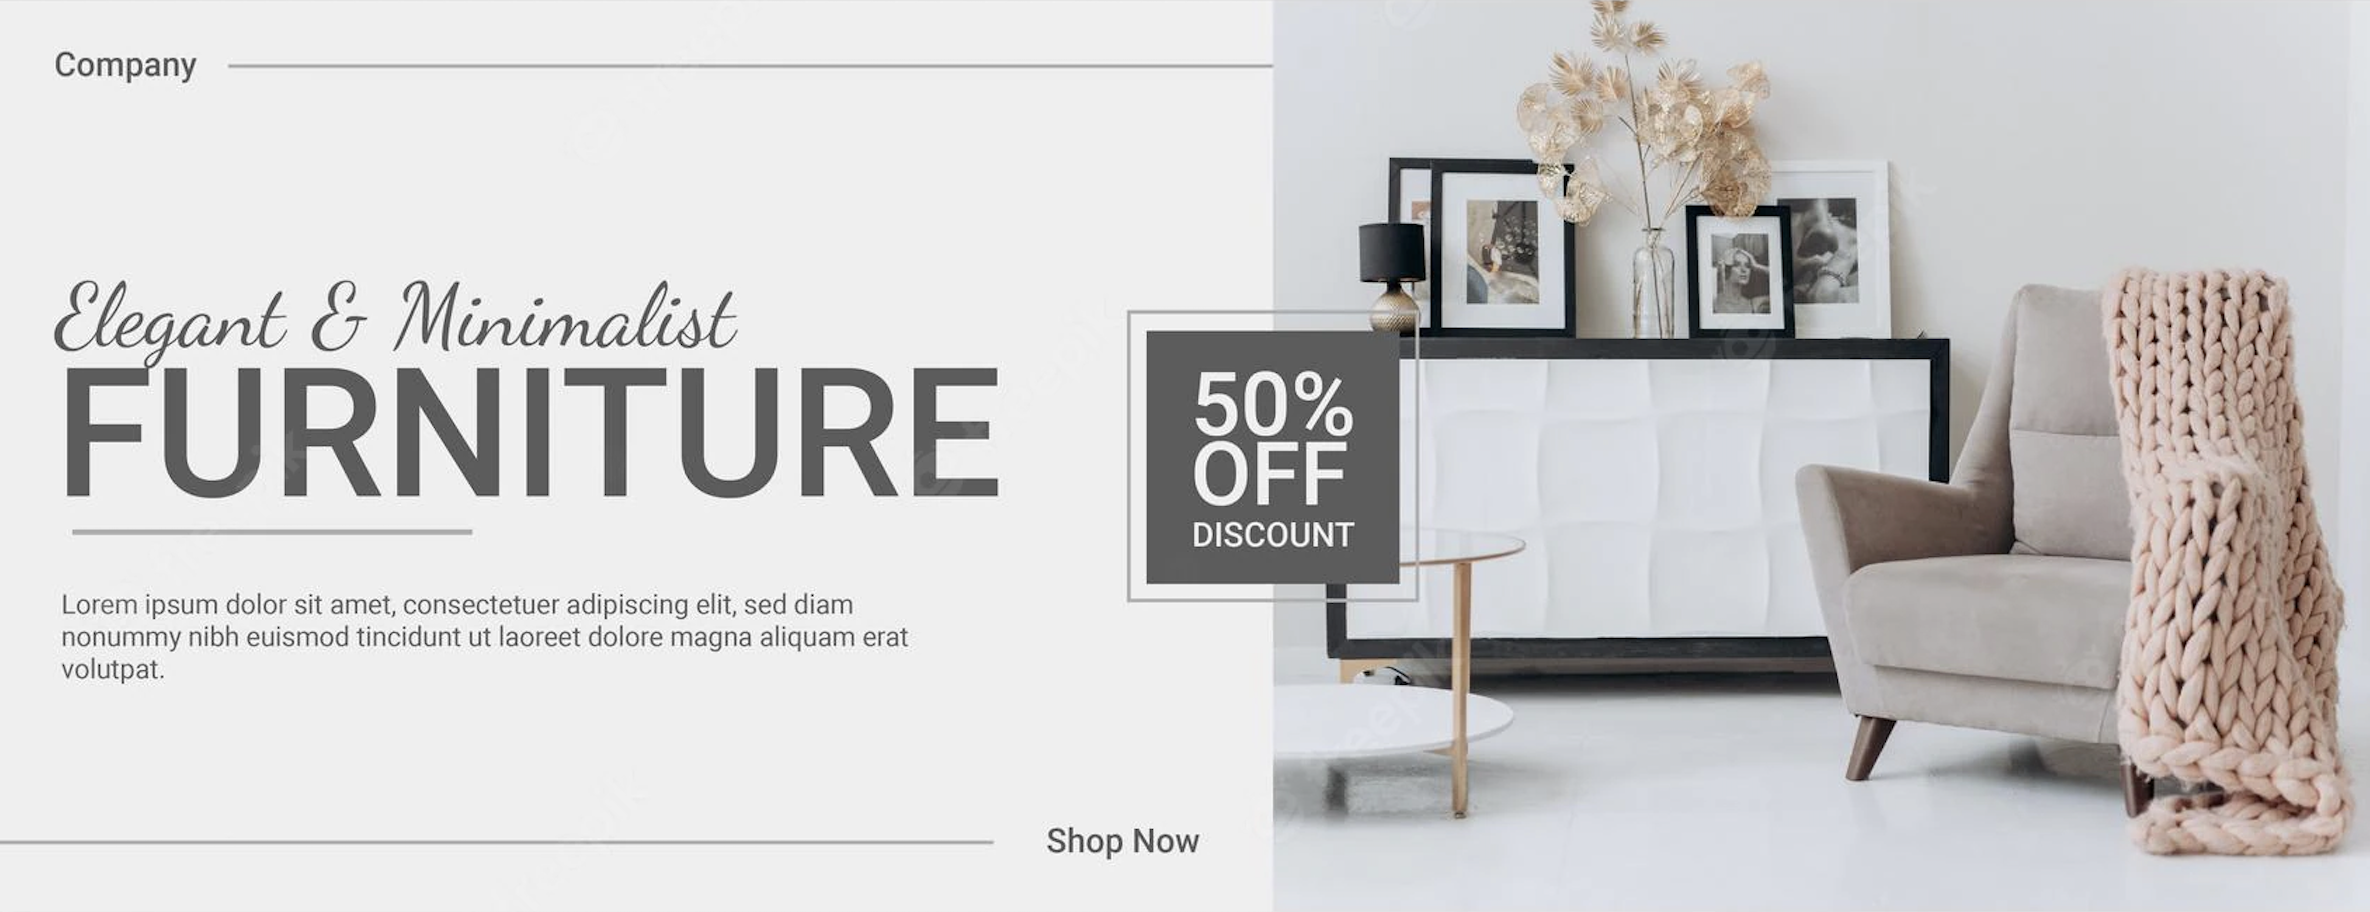 Company
Elegant & Minimalist
FURNITURE
50%
OFF
DISCOUNT
Lorem ipsum dolor sit amet, consectetuer adipiscing elit, sed diam
nonummy nibh euismod tincidunt ut laoreet dolore magna aliquam erat
volutpat.
Shop Now